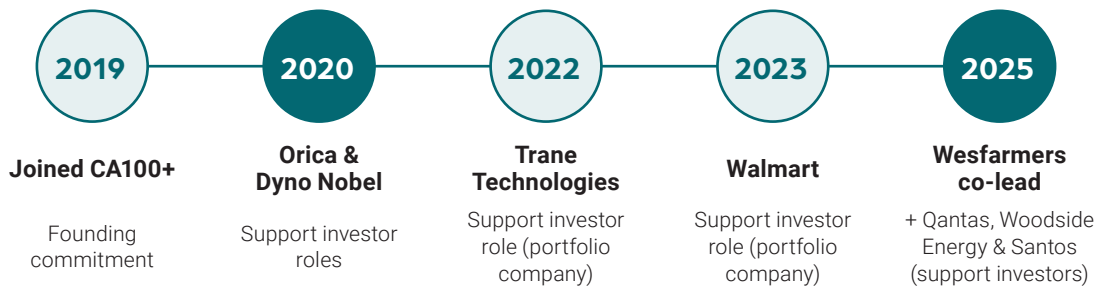 2019
2020
2022
2023
2025
Joined CA100+
Founding
commitment
Orica &
Dyno Nobel
Support investor
roles
Trane
Technologies
Support investor
role (portfolio
company)
Walmart
Support investor
role (portfolio
company)
Wesfarmers
co-lead
+ Qantas, Woodside
Energy & Santos
(support investors)